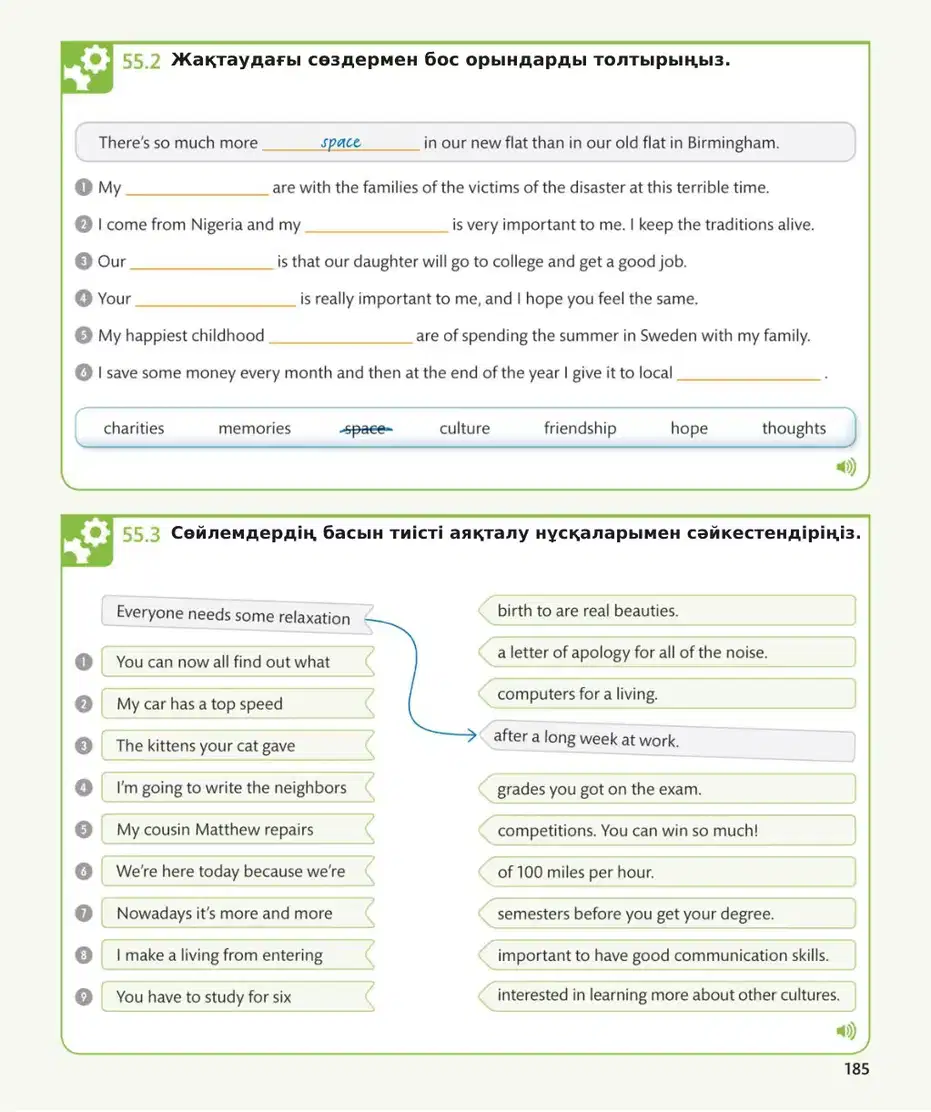 55.2 Жақтаудағы сөздермен бос орындарды толтырыңыз.
There's so much more space in our new flat than in our old flat in Birmingham.
1 My ____ are with the families of the victims of the disaster at this terrible time.
2 I come from Nigeria and my ____ is very important to me. I keep the traditions alive.
3 Our ____ is that our daughter will go to college and get a good job.
4 Your ____ is really important to me, and I hope you feel the same.
5 My happiest childhood ____ are of spending the summer in Sweden with my family.
6 I save some money every month and then at the end of the year I give it to local ____ .
charities memories space culture friendship hope thoughts
55.3 Сөйлемдердің басын тиісті аяқталу нұсқаларымен сәйкестендіріңіз.
Everyone needs some relaxation
1 You can now all find out what
2 My car has a top speed
3 The kittens your cat gave
4 I'm going to write the neighbors
5 My cousin Matthew repairs
6 We're here today because we're
7 Nowadays it's more and more
8 I make a living from entering
9 You have to study for six
birth to are real beauties.
a letter of apology for all of the noise.
computers for a living.
after a long week at work.
grades you got on the exam.
competitions. You can win so much!
of 100 miles per hour.
semesters before you get your degree.
important to have good communication skills.
interested in learning more about other cultures.
185